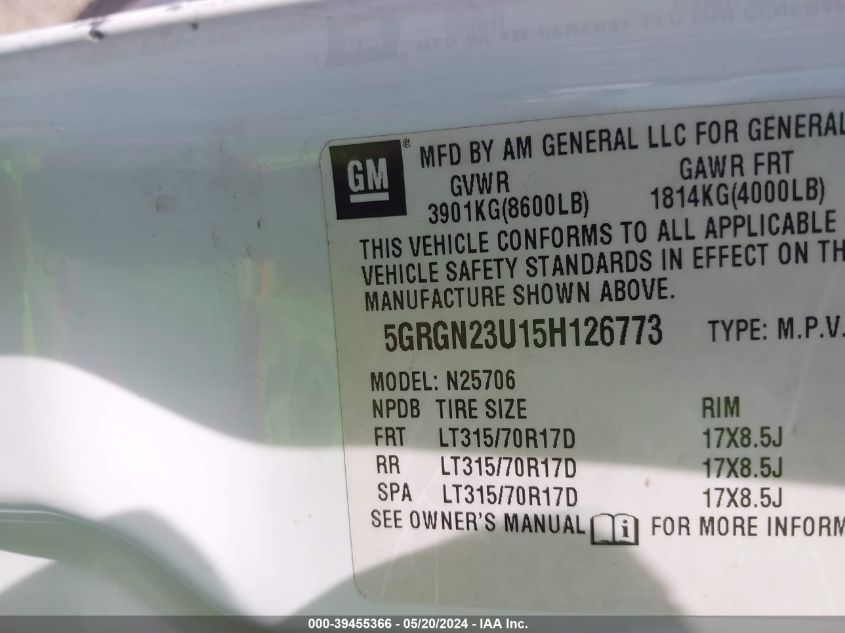 MFD BY AM GENERAL LLC FOR GENERAL
GM ®
GVWR GAWR FRT
3901KG(8600LB) 1814KG(4000LB)
THIS VEHICLE CONFORMS TO ALL APPLICABLE
VEHICLE SAFETY STANDARDS IN EFFECT ON TH
MANUFACTURE SHOWN ABOVE.
5GRGN23U15H126773 TYPE: M.P.V.
MODEL: N25706
NPDB TIRE SIZE RIM
FRT LT315/70R17D 17X8.5J
RR LT315/70R17D 17X8.5J
SPA LT315/70R17D 17X8.5J
SEE OWNER'S MANUAL i FOR MORE INFORM
000-39455366 - 05/20/2024 - IAA Inc.